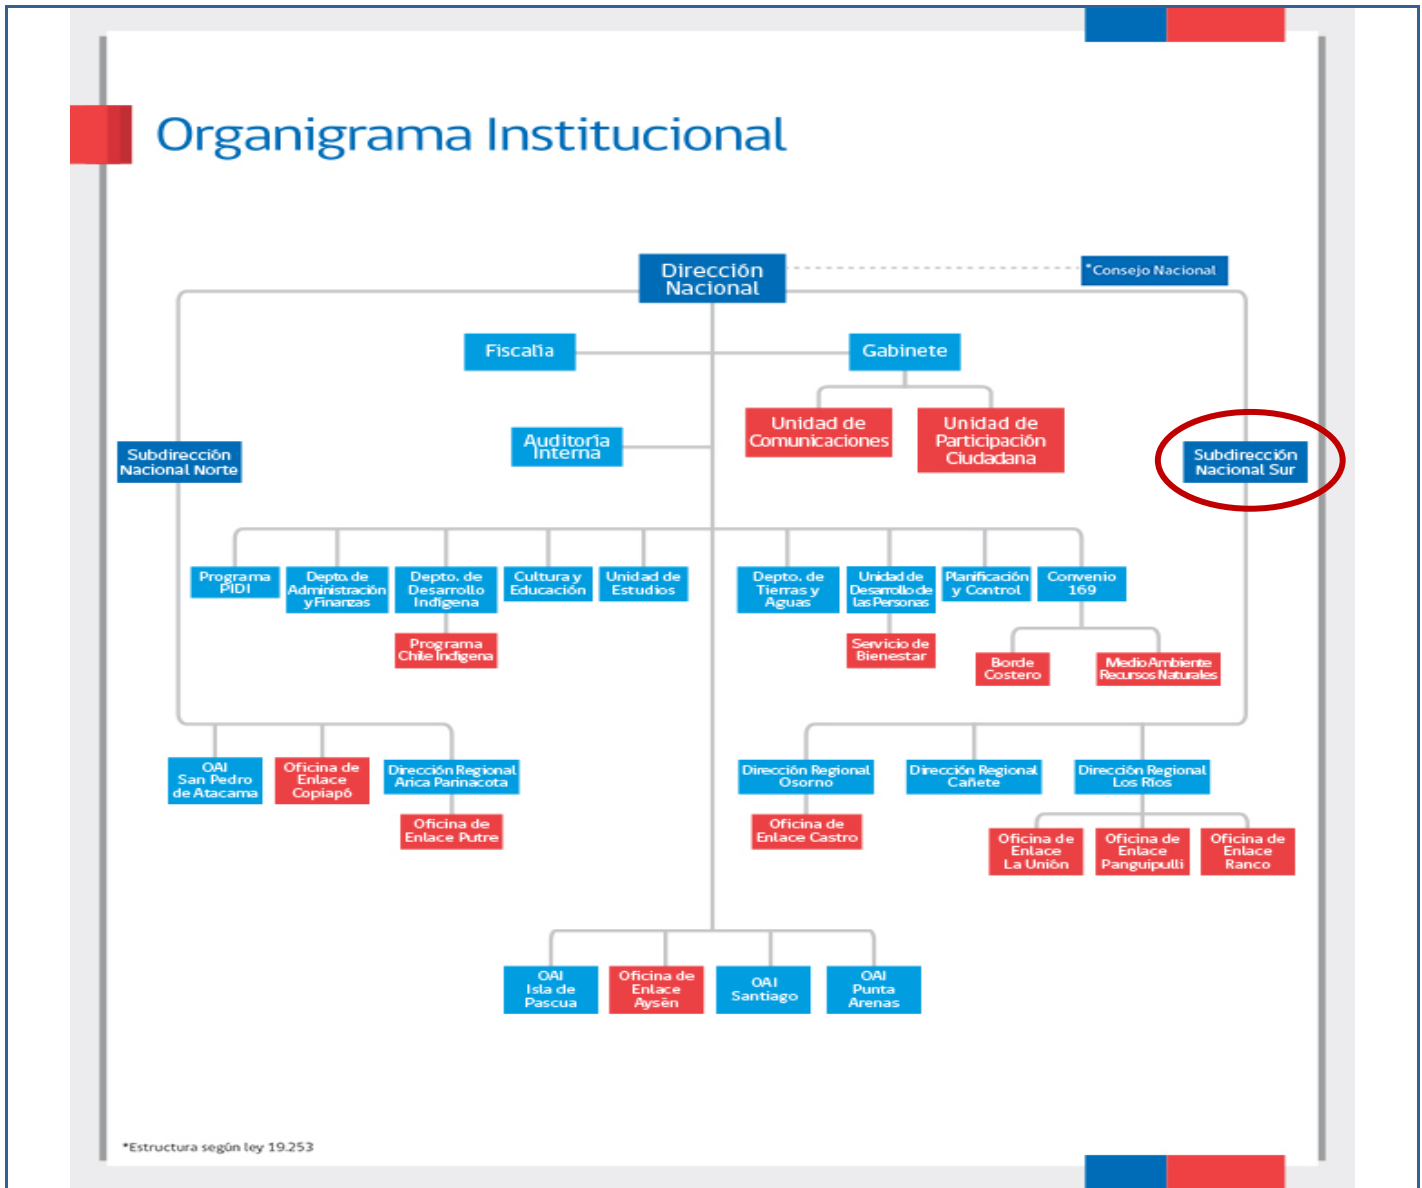 Organigrama Institucional
Dirección
Nacional
*Consejo Nacional
Fiscalía
Gabinete
Unidad de
Comunicaciones
Unidad de
Participación
Ciudadana
Auditoría
Interna
Subdirección
Nacional Norte
Subdirección
Nacional Sur
Programa
PIDI
Depto. de
Administración
y Finanzas
Depto. de
Desarrollo
Indígena
Cultura y
Educación
Unidad de
Estudios
Depto. de
Tierras y
Aguas
Unidad de
Desarrollo de
las Personas
Planificación
y Control
Convenio
169
Programa
Chile Indígena
Servicio de
Bienestar
Borde
Costero
Medio Ambiente
Recursos Naturales
OAI
San Pedro
de Atacama
Oficina de
Enlace
Copiapó
Dirección Regional
Arica Parinacota
Dirección Regional
Osorno
Dirección Regional
Cañete
Dirección Regional
Los Ríos
Oficina de
Enlace Putre
Oficina de
Enlace Castro
Oficina de
Enlace
La Unión
Oficina de
Enlace
Panguipulli
Oficina de
Enlace
Ranco
OAI
Isla de
Pascua
Oficina de
Enlace
Aysén
OAI
Santiago
OAI
Punta
Arenas
*Estructura según ley 19.253